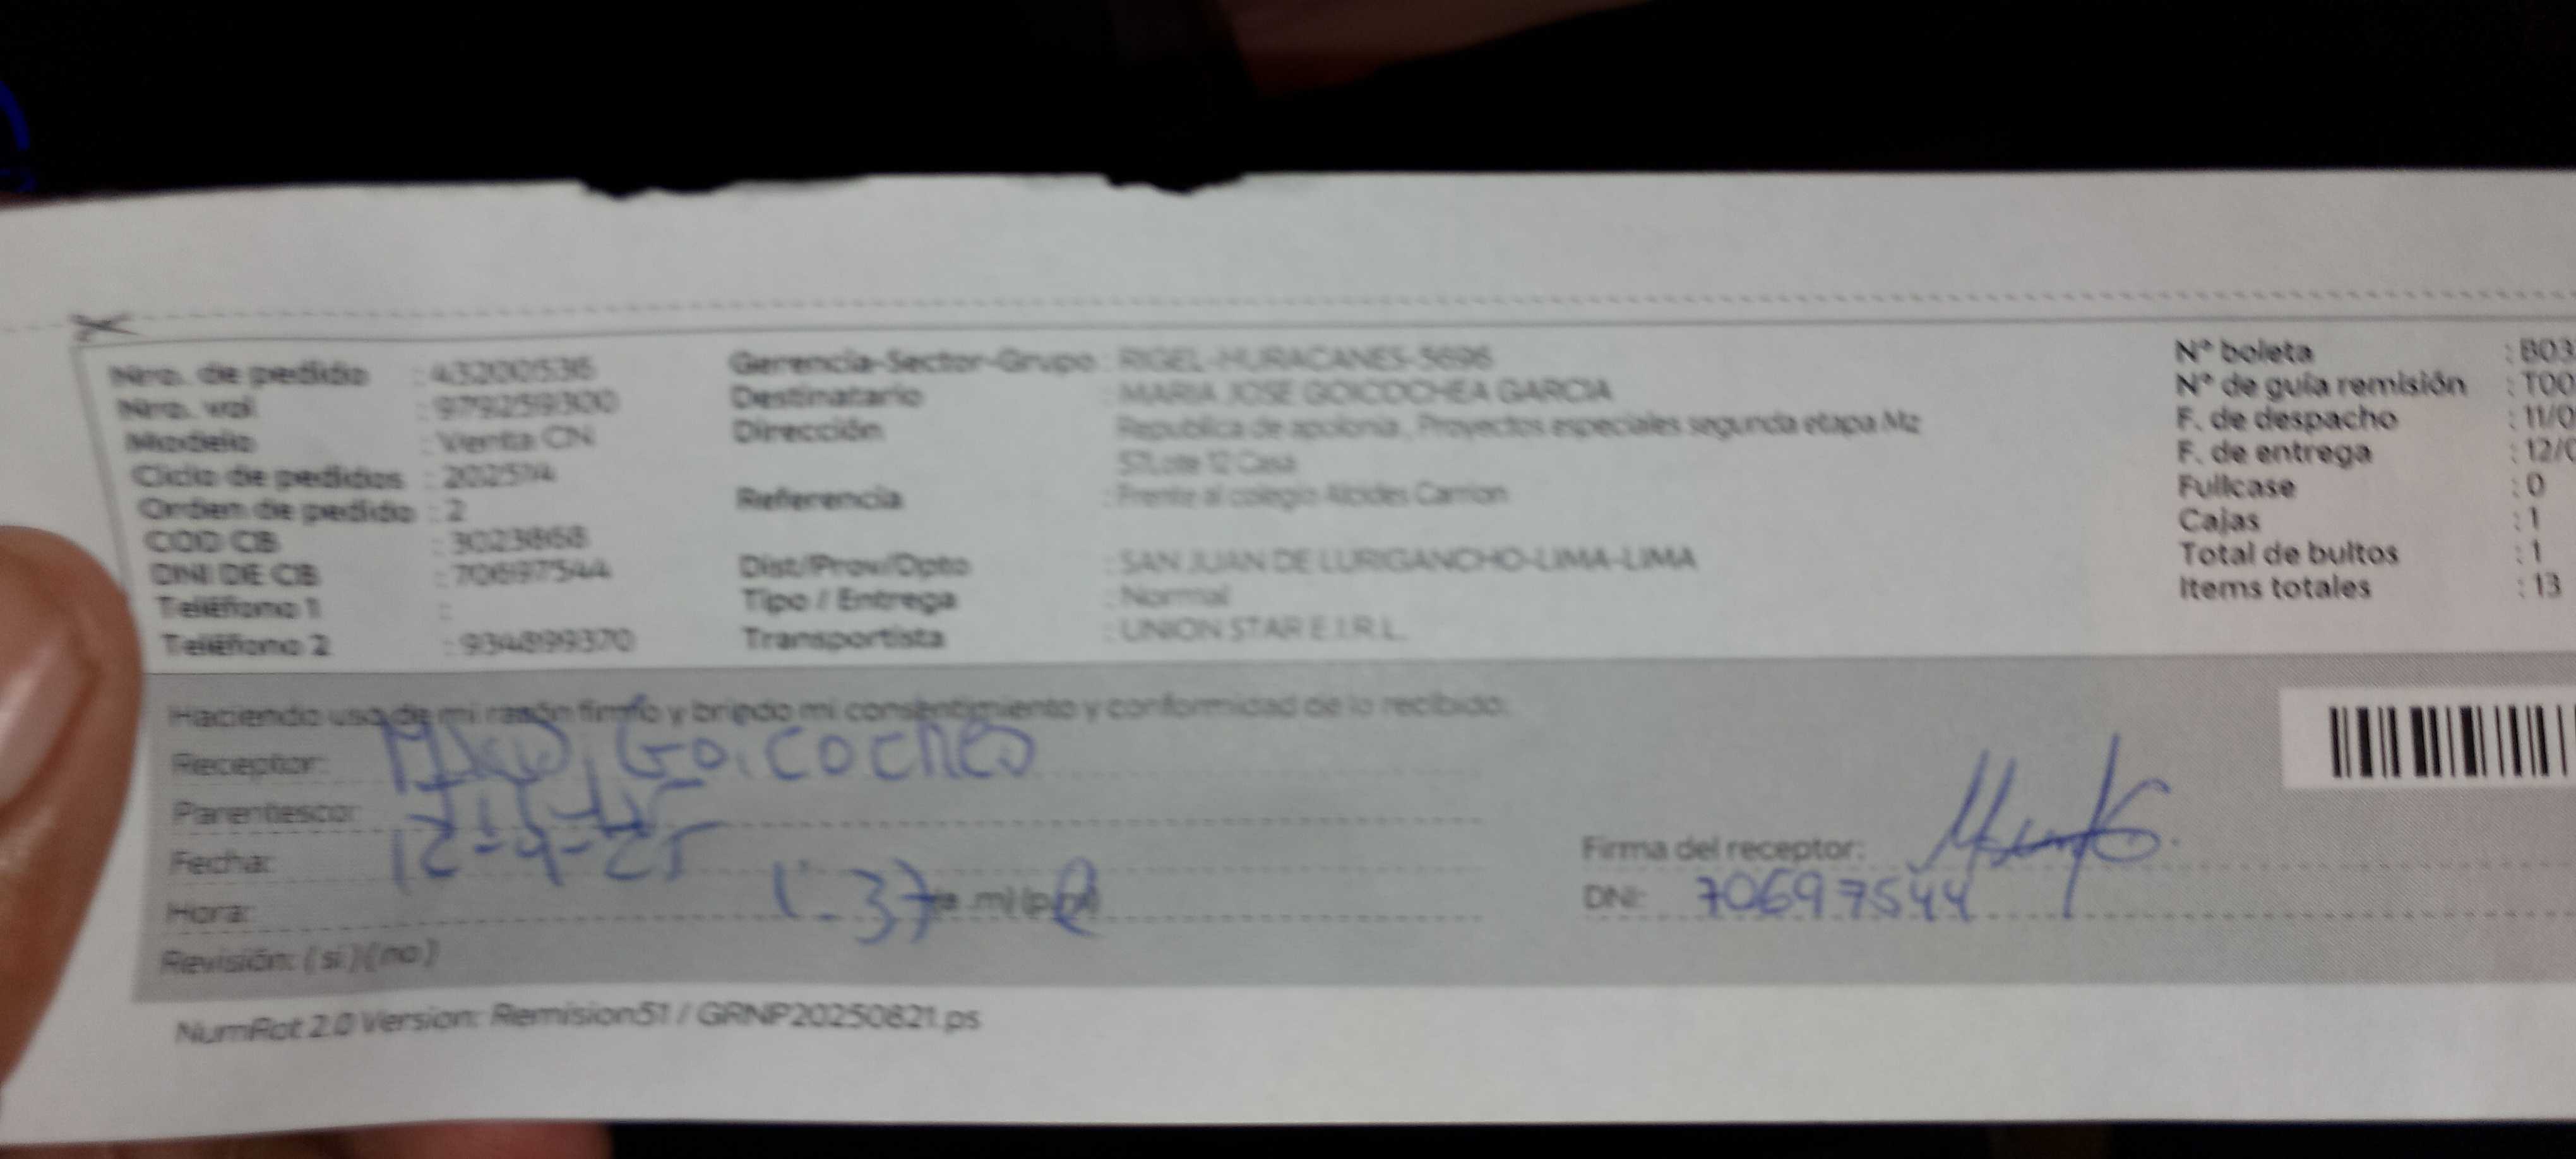 Nro. de pedido : 43200536
Nro. wol : 979259300
Modelo : Venta CN
Ciclo de pedidos : 202514
Orden de pedido : 2
COD CB : 3023868
DNI DE CB : 70697544
Teléfono 1 :
Teléfono 2 : 934899370
Gerencia-Sector-Grupo : RIGEL-HURACANES-5696
Destinatario : MARIA JOSE GOICOCHEA GARCIA
Dirección : Republica de apolonia , Proyectos especiales segunda etapa Mz
S7Lote 12 Casa
Referencia : Frente al colegio Alcides Carrion
Dist/Prov/Dpto : SAN JUAN DE LURIGANCHO-LIMA-LIMA
Tipo / Entrega : Normal
Transportista : UNION STAR E.I.R.L.
N° boleta : B03
N° de guía remisión : T00
F. de despacho : 11/0
F. de entrega : 12/0
Fullcase : 0
Cajas : 1
Total de bultos : 1
Items totales : 13
Haciendo uso de mi razón firmo y brindo mi consentimiento y conformidad de lo recibido.
Receptor: Goicochea
Parentesco:
Fecha: 12-9-25
Hora: 1:37 (a.m) (p.m)
Revisión: (si) (no)
Firma del receptor:
DNI: 70697544
NumRot 2.0 Version: Remision51 / GRNP20250821.ps